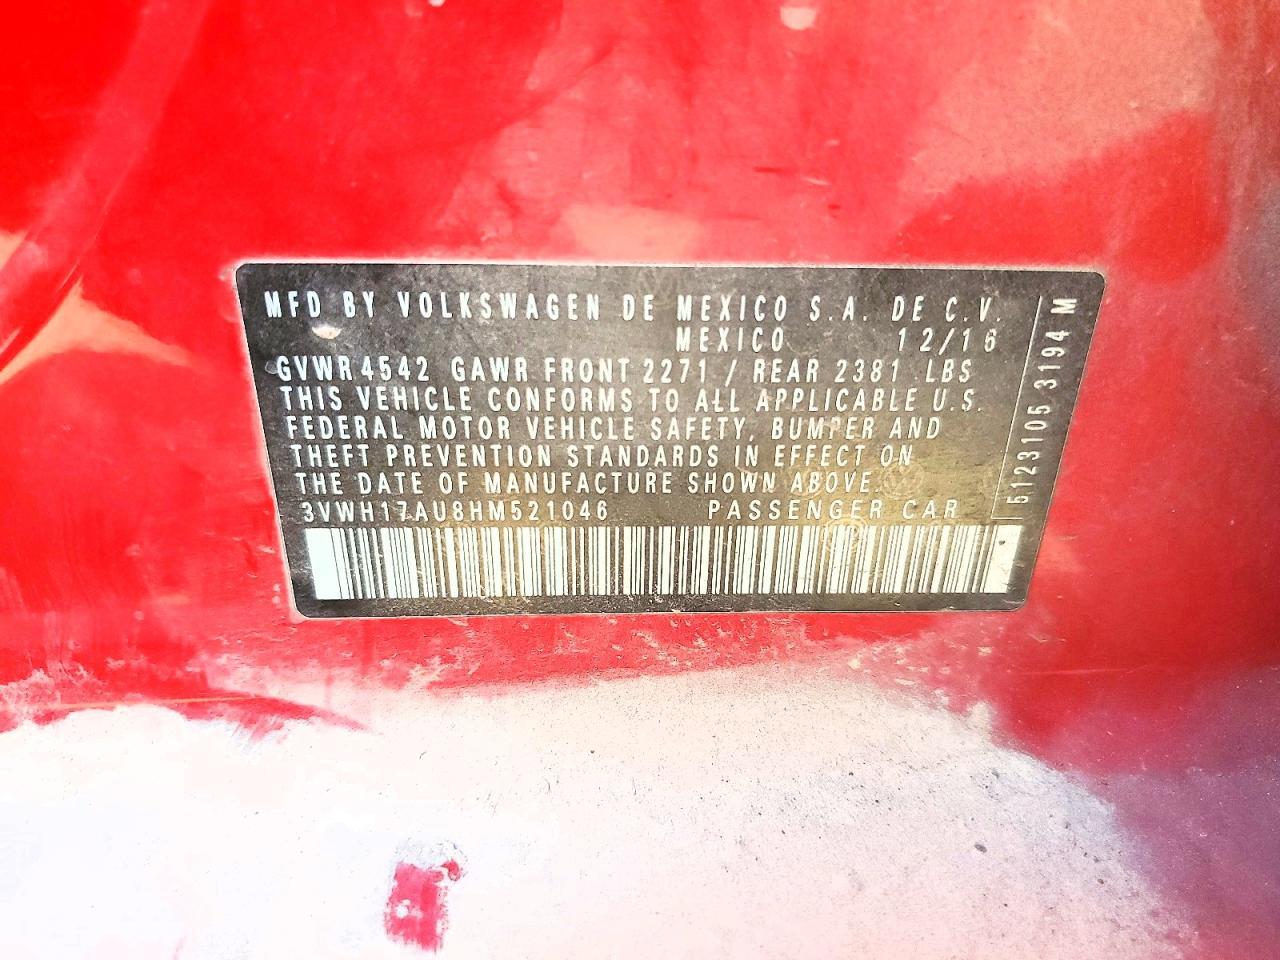 MFD BY VOLKSWAGEN DE MEXICO S.A. DE C.V.
MEXICO 12/16
GVWR4542 GAWR FRONT 2271 / REAR 2381 LBS
THIS VEHICLE CONFORMS TO ALL APPLICABLE U.S.
FEDERAL MOTOR VEHICLE SAFETY, BUMPER AND
THEFT PREVENTION STANDARDS IN EFFECT ON
THE DATE OF MANUFACTURE SHOWN ABOVE.
3VWH17AU8HM521046 PASSENGER CAR
5123105 3194 M